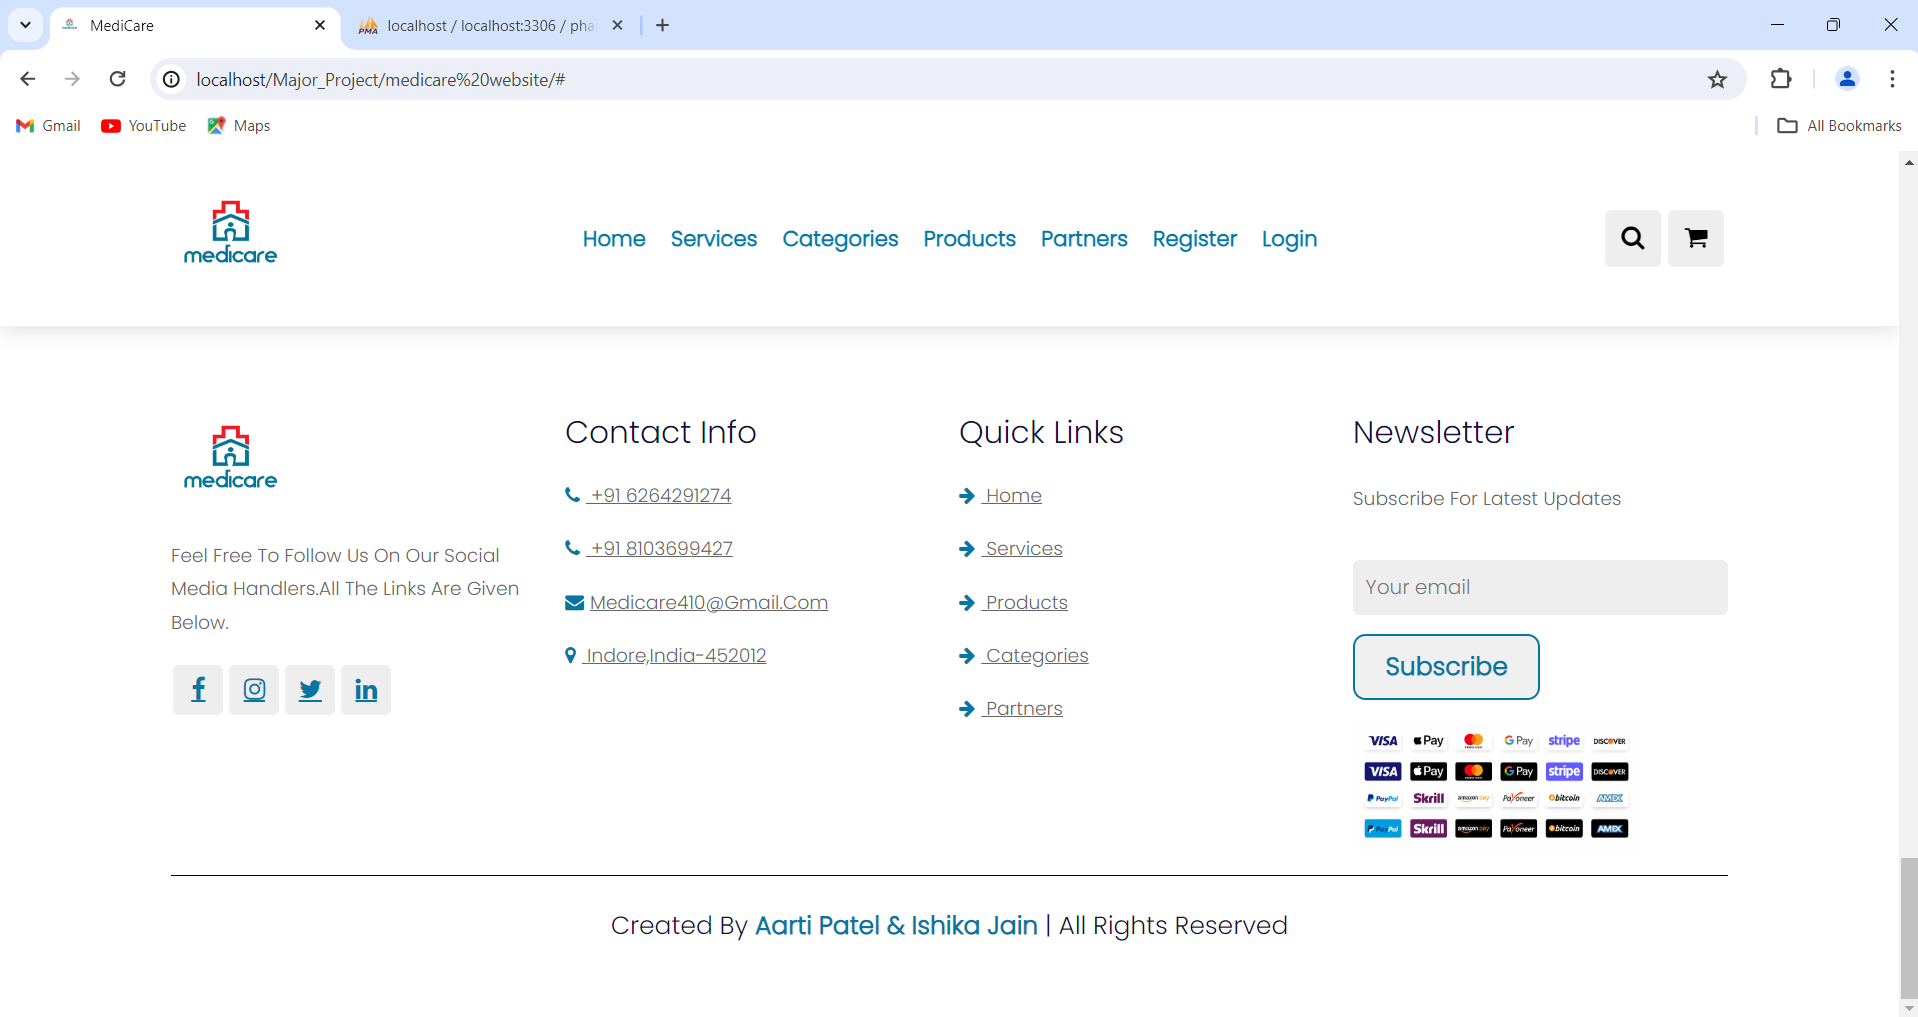 MediCare
localhost / localhost:3306 / pha
localhost/Major_Project/medicare%20website/#
Gmail
YouTube
Maps
All Bookmarks
medicare
Home
Services
Categories
Products
Partners
Register
Login
medicare
Feel Free To Follow Us On Our Social
Media Handlers.All The Links Are Given
Below.
Contact Info
+91 6264291274
+91 8103699427
Medicare410@Gmail.Com
Indore,India-452012
Quick Links
Home
Services
Products
Categories
Partners
Newsletter
Subscribe For Latest Updates
Your email
Subscribe
VISA Pay G Pay stripe DISCOVER
VISA Pay G Pay stripe DISCOVER
PayPal Skrill amazon pay Payoneer bitcoin AMEX
PayPal Skrill amazon pay Payoneer bitcoin AMEX
Created By Aarti Patel & Ishika Jain | All Rights Reserved